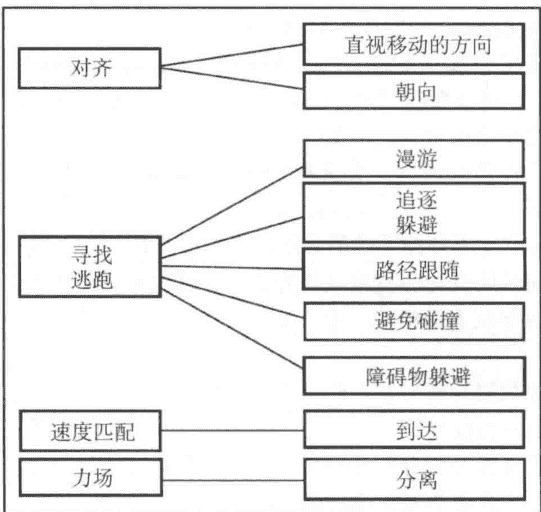 对齐
直视移动的方向
朝向
寻找
逃跑
漫游
追逐
躲避
路径跟随
避免碰撞
障碍物躲避
速度匹配
到达
力场
分离